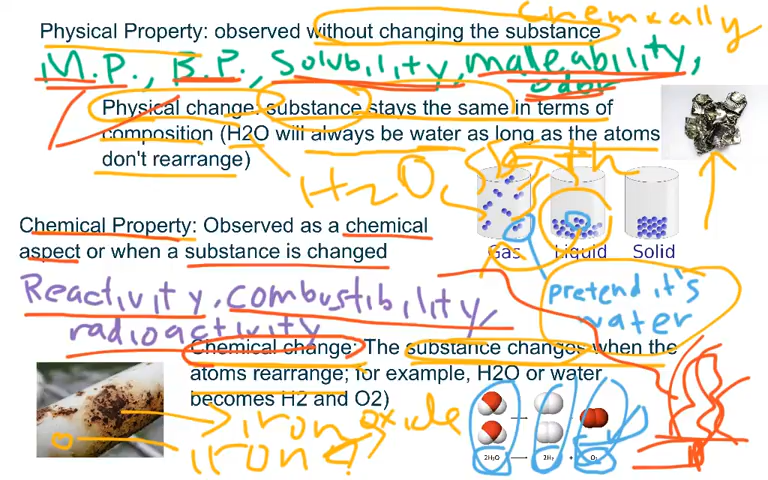 chemically
Physical Property: observed without changing the substance
M.P., B.P., Solubility, malleability,
odor
Physical change: substance stays the same in terms of
composition (H2O will always be water as long as the atoms
don't rearrange)
H2O
Gas Liquid Solid
Chemical Property: Observed as a chemical
aspect or when a substance is changed
Reactivity, combustibility,
radioactivity
pretend it's
water
Chemical change: The substance changes when the
atoms rearrange; for example, H2O or water
becomes H2 and O2)
iron oxide
iron
2H₂O → 2H₂ + O₂